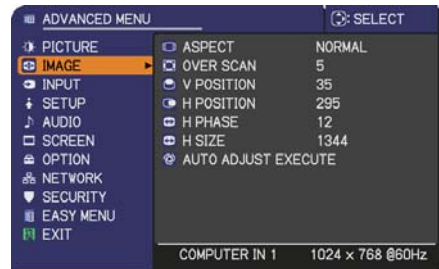 ADVANCED MENU : SELECT
PICTURE
IMAGE
INPUT
SETUP
AUDIO
SCREEN
OPTION
NETWORK
SECURITY
EASY MENU
EXIT
ASPECT NORMAL
OVER SCAN 5
V POSITION 35
H POSITION 295
H PHASE 12
H SIZE 1344
AUTO ADJUST EXECUTE
COMPUTER IN 1 1024 x 768 @60Hz